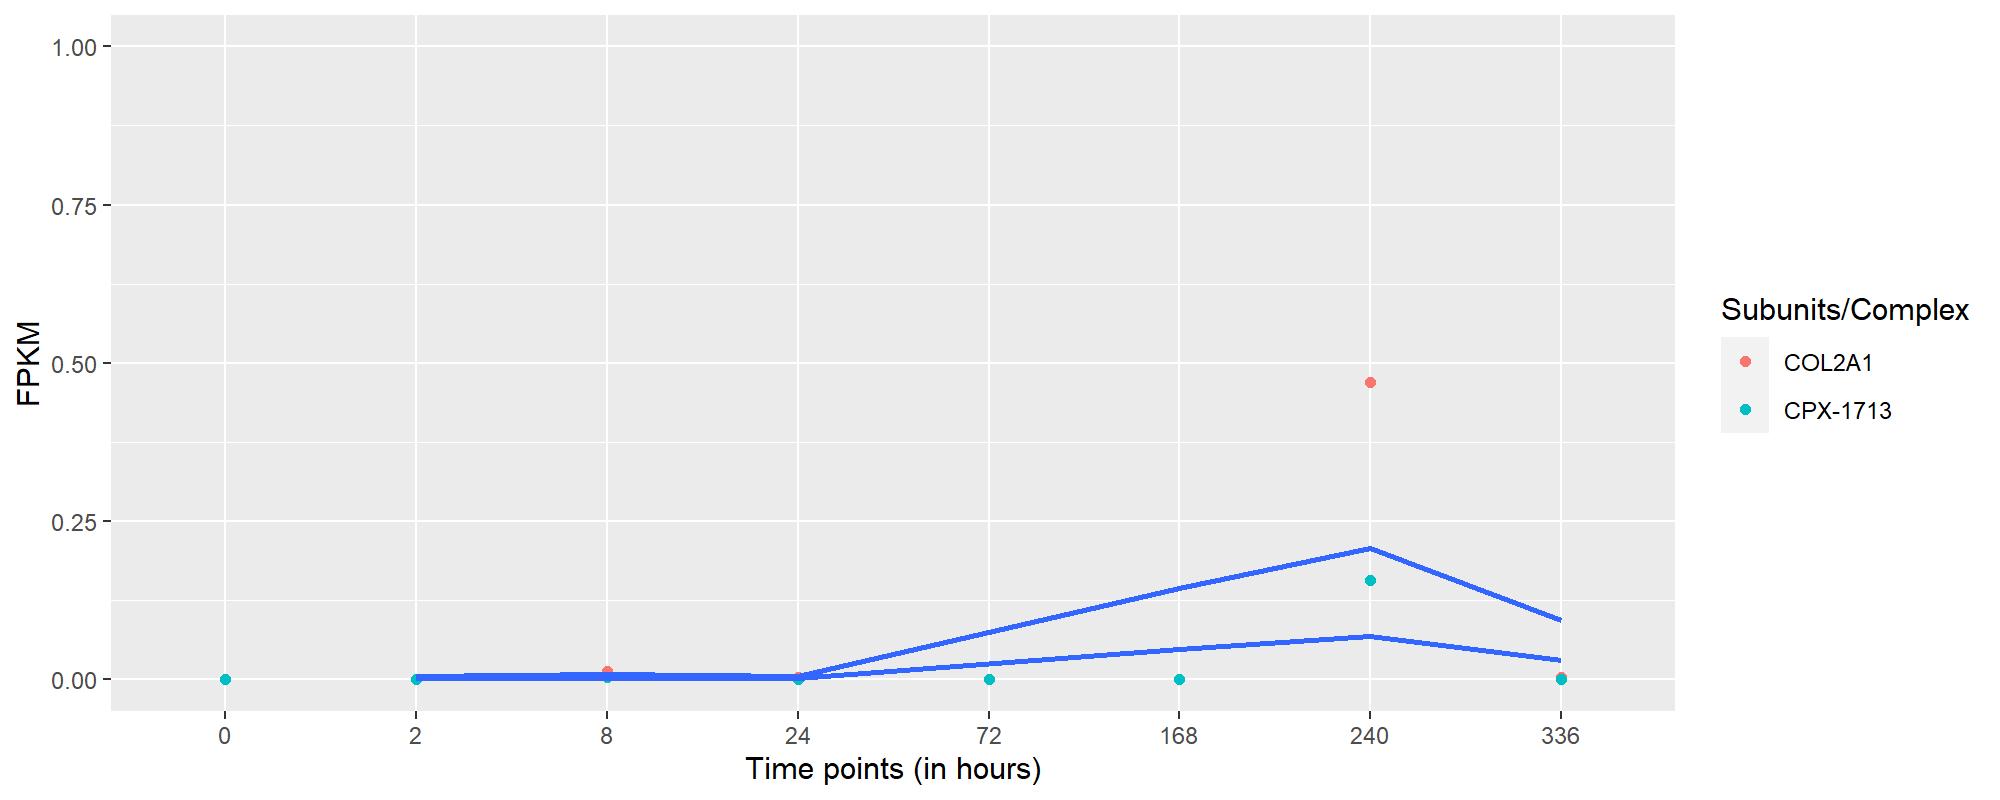 FPKM
1.00
0.75
0.50
0.25
0.00
0 2 8 24 72 168 240 336
Time points (in hours)
Subunits/Complex
COL2A1
CPX-1713